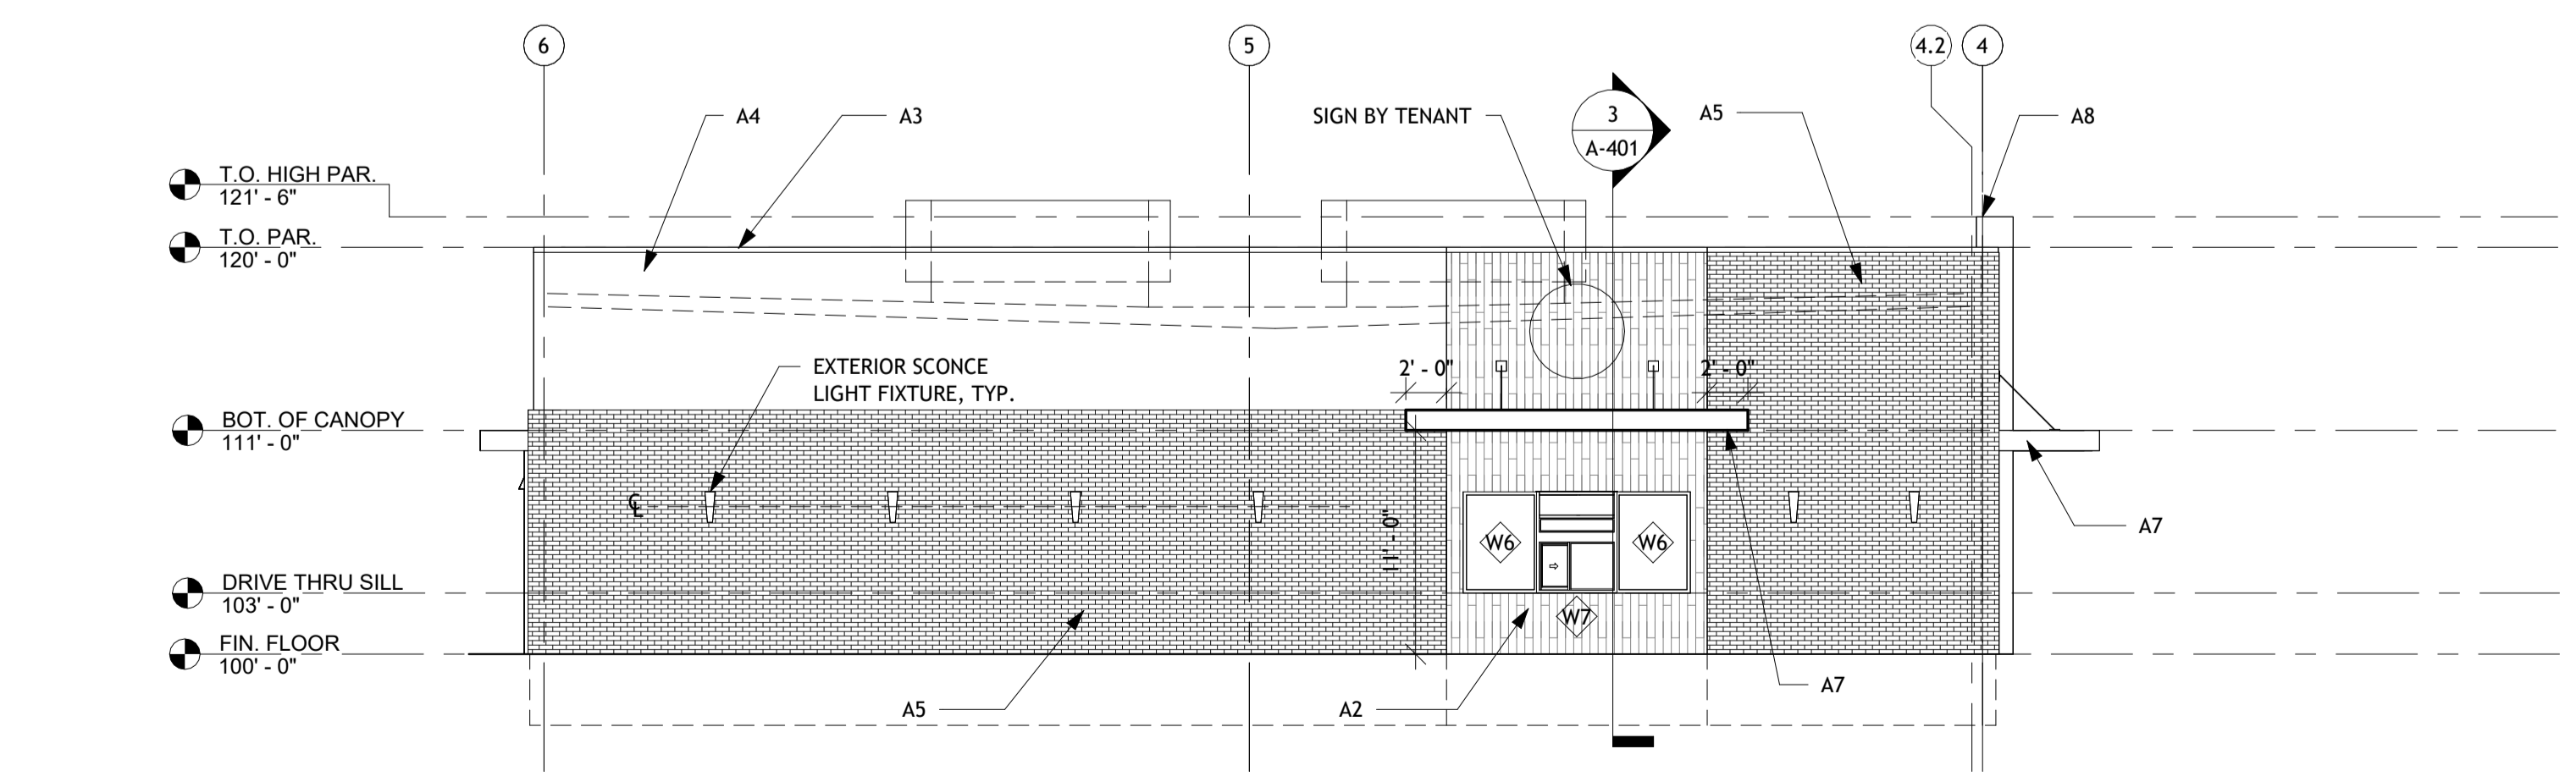 6
5
4.2
4
A4
A3
SIGN BY TENANT
3
A-401
A5
A8
T.O. HIGH PAR.
121' - 6"
T.O. PAR.
120' - 0"
EXTERIOR SCONCE
LIGHT FIXTURE, TYP.
2' - 0"
2' - 0"
BOT. OF CANOPY
111' - 0"
℄
11' - 0"
A7
W6
W6
DRIVE THRU SILL
103' - 0"
W7
FIN. FLOOR
100' - 0"
A5
A2
A7